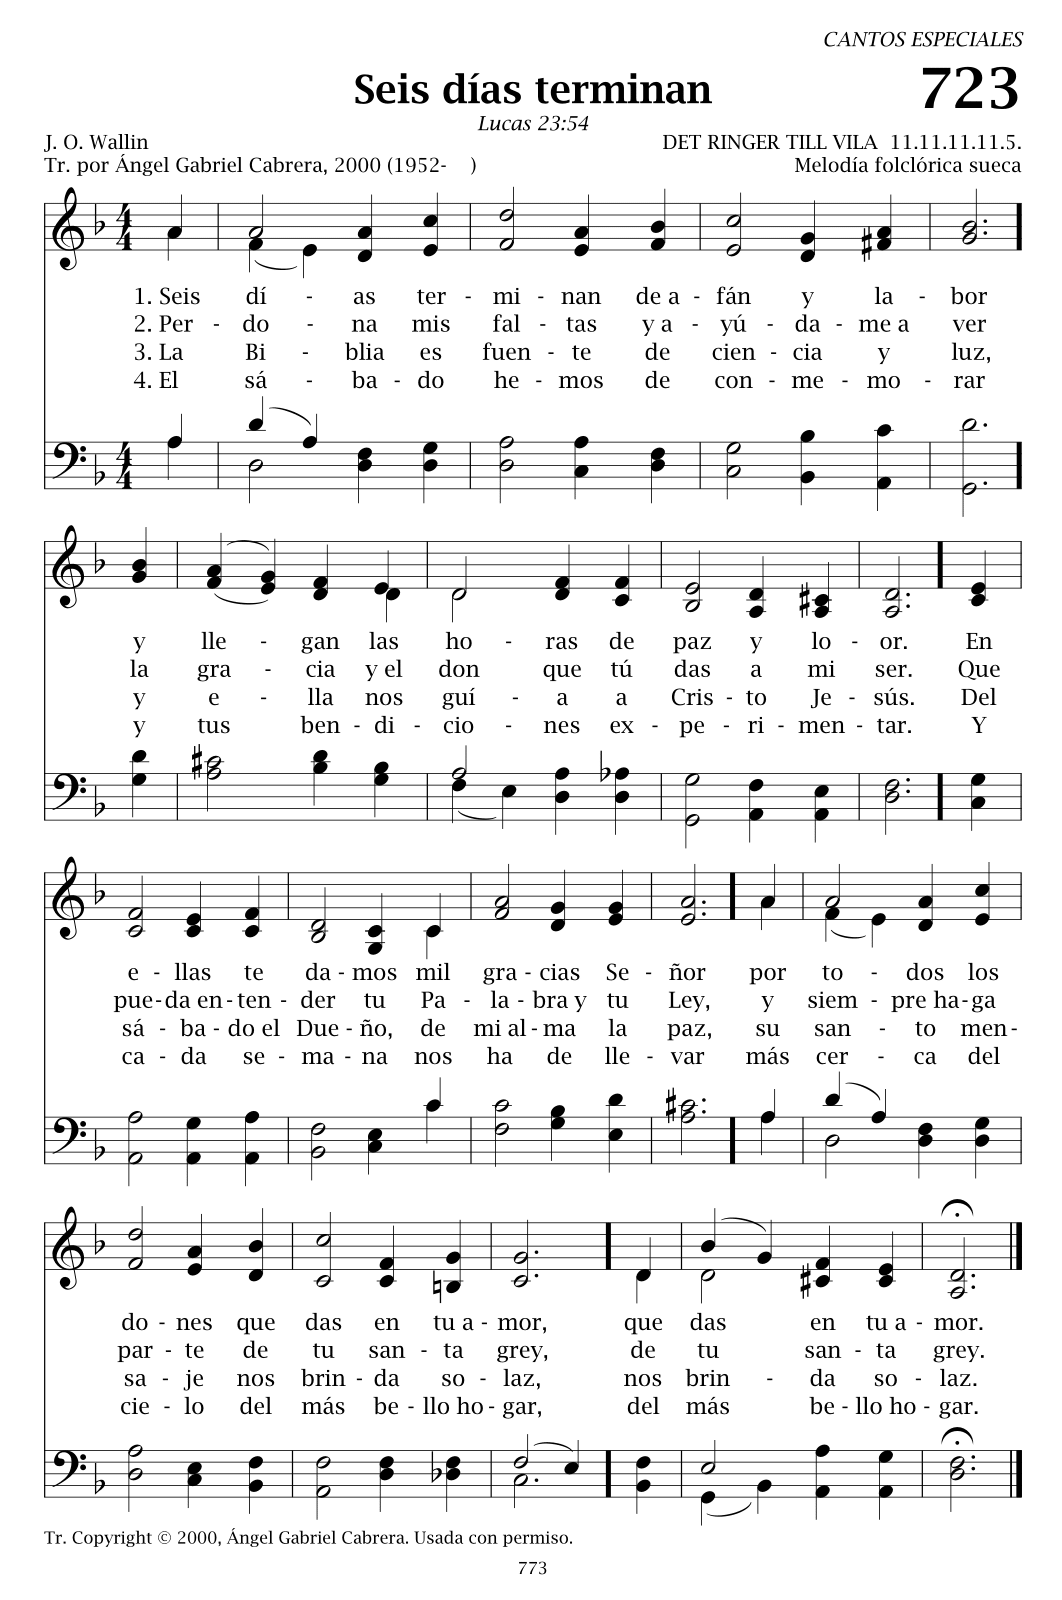 CANTOS ESPECIALES
Seis días terminan 723
Lucas 23:54
J. O. Wallin DET RINGER TILL VILA 11.11.11.11.5.
Tr. por Ángel Gabriel Cabrera, 2000 (1952- ) Melodía folclórica sueca
1. Seis dí - as ter - mi - nan de a - fán y la - bor
2. Per - do - na mis fal - tas y a - yú - da - me a ver
3. La Bi - blia es fuen - te de cien - cia y luz,
4. El sá - ba - do he - mos de con - me - mo - rar
y lle - gan las ho - ras de paz y lo - or. En
la gra - cia y el don que tú das a mi ser. Que
y e - lla nos guí - a a Cris - to Je - sús. Del
y tus ben - di - cio - nes ex - pe - ri - men - tar. Y
e - llas te da - mos mil gra - cias Se - ñor por to - dos los
pue - da en - ten - der tu Pa - la - bra y tu Ley, y siem - pre ha - ga
sá - ba - do el Due - ño, de mi al - ma la paz, su san - to men -
ca - da se - ma - na nos ha de lle - var más cer - ca del
do - nes que das en tu a - mor, que das en tu a - mor.
par - te de tu san - ta grey, de tu san - ta grey.
sa - je nos brin - da so - laz, nos brin - da so - laz.
cie - lo del más be - llo ho - gar, del más be - llo ho - gar.
Tr. Copyright © 2000, Ángel Gabriel Cabrera. Usada con permiso.
773